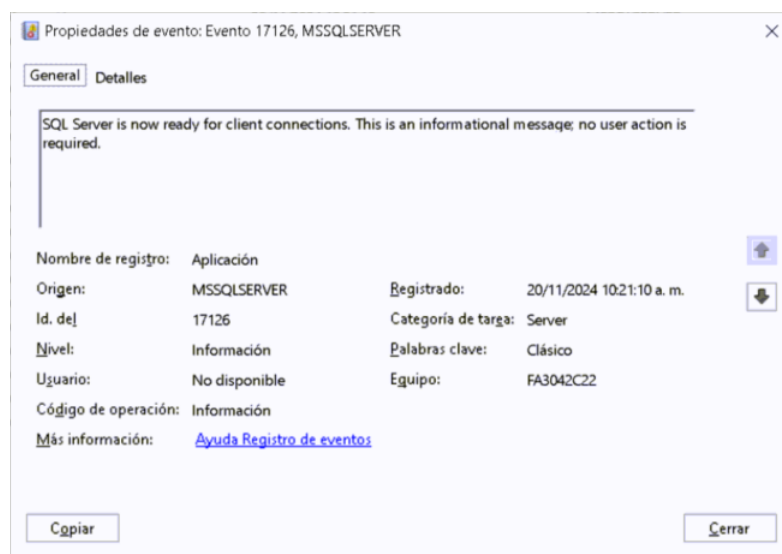 Propiedades de evento: Evento 17126, MSSQLSERVER
General Detalles
SQL Server is now ready for client connections. This is an informational message; no user action is
required.
Nombre de registro: Aplicación
Origen: MSSQLSERVER Registrado: 20/11/2024 10:21:10 a. m.
Id. del 17126 Categoría de tarea: Server
Nivel: Información Palabras clave: Clásico
Usuario: No disponible Equipo: FA3042C22
Código de operación: Información
Más información: Ayuda Registro de eventos
Copiar Cerrar